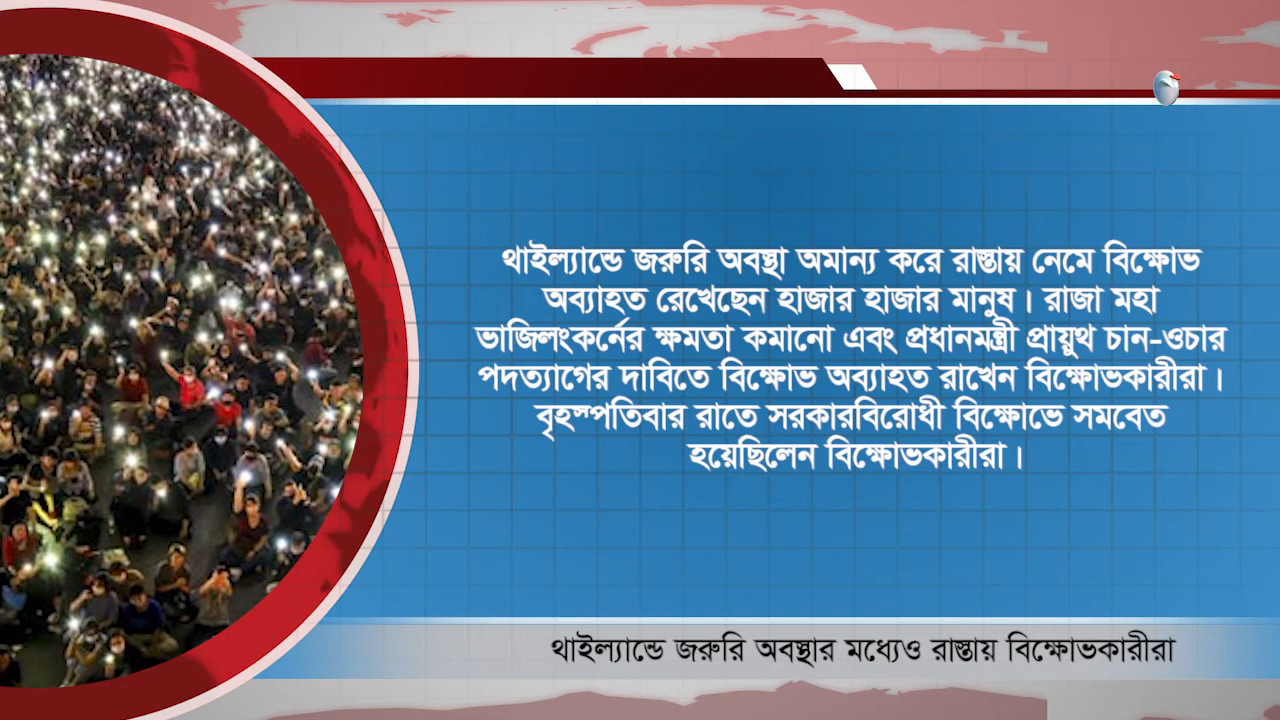 থাইল্যান্ডে জরুরি অবস্থা অমান্য করে রাস্তায় নেমে বিক্ষোভ
অব্যাহত রেখেছেন হাজার হাজার মানুষ। রাজা মহা
ভাজিলংকর্নের ক্ষমতা কমানো এবং প্রধানমন্ত্রী প্রায়ুথ চান-ওচার
পদত্যাগের দাবিতে বিক্ষোভ অব্যাহত রাখেন বিক্ষোভকারীরা।
বৃহস্পতিবার রাতে সরকারবিরোধী বিক্ষোভে সমবেত
হয়েছিলেন বিক্ষোভকারীরা।
থাইল্যান্ডে জরুরি অবস্থার মধ্যেও রাস্তায় বিক্ষোভকারীরা